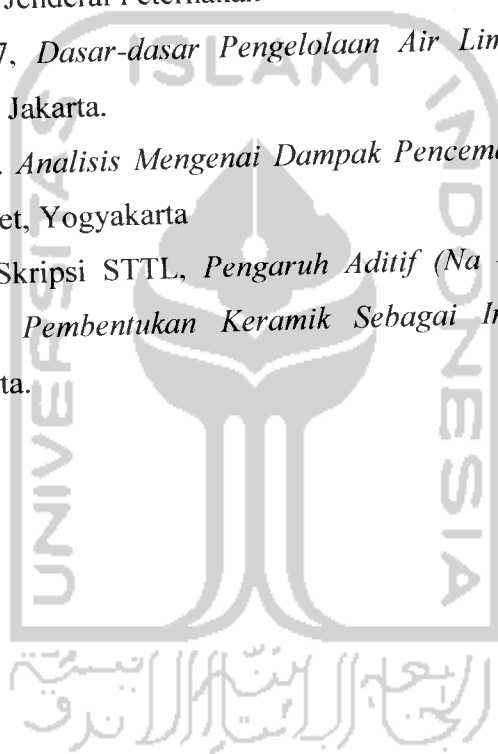 Jenderal Peternakan
7, Dasar-dasar Pengelolaan Air Lim
Jakarta.
. Analisis Mengenai Dampak Pencema
et, Yogyakarta
Skripsi STTL, Pengaruh Aditif (Na
Pembentukan Keramik Sebagai In
ta.
UNIVERSITAS
ISLAM
INDONESIA